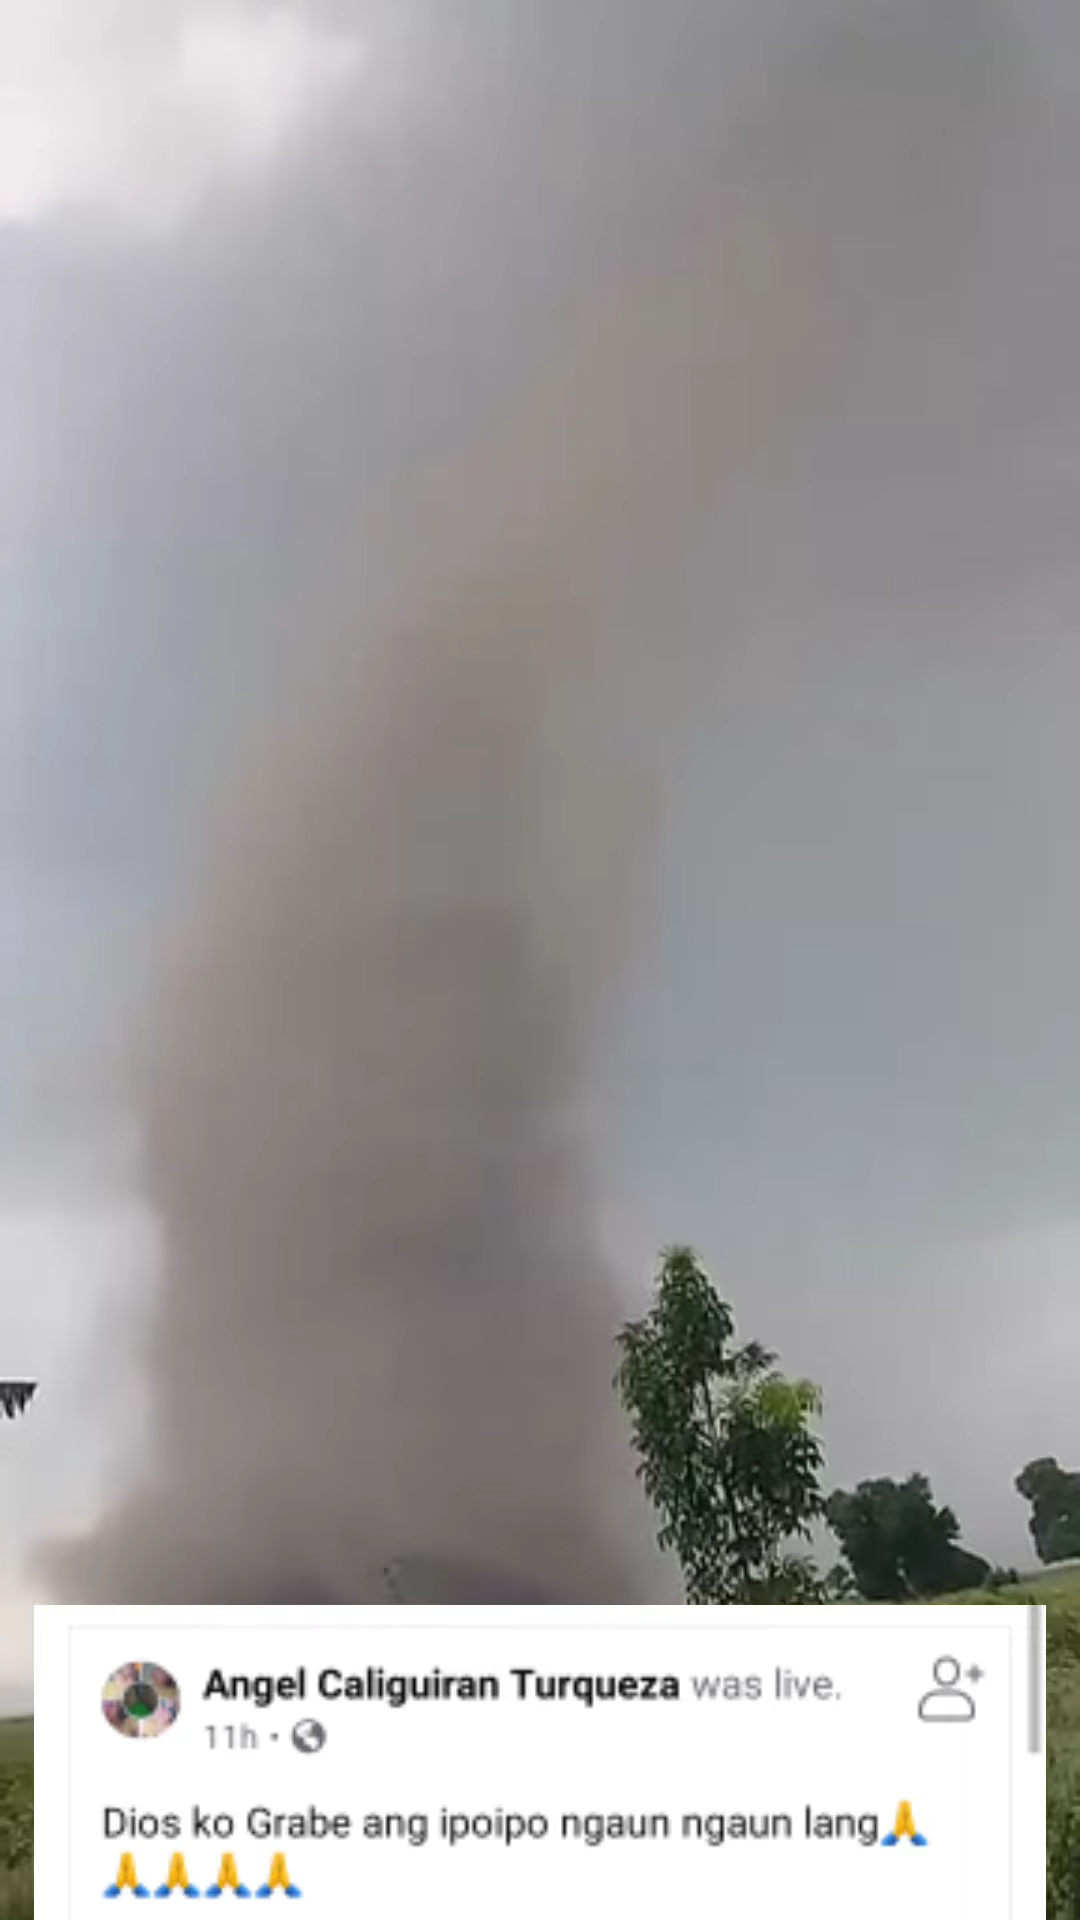 Angel Caliguiran Turqueza was live.
11h ·
Dios ko Grabe ang ipoipo ngaun ngaun lang🙏
🙏🙏🙏🙏